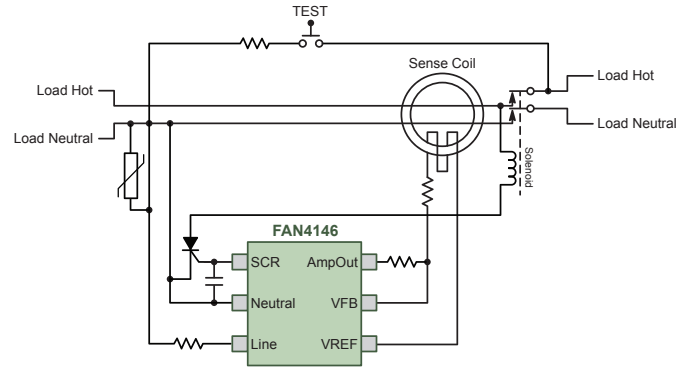 TEST
Sense Coil
Load Hot
Load Hot
Load Neutral
Load Neutral
Solenoid
FAN4146
SCR
AmpOut
Neutral
VFB
Line
VREF